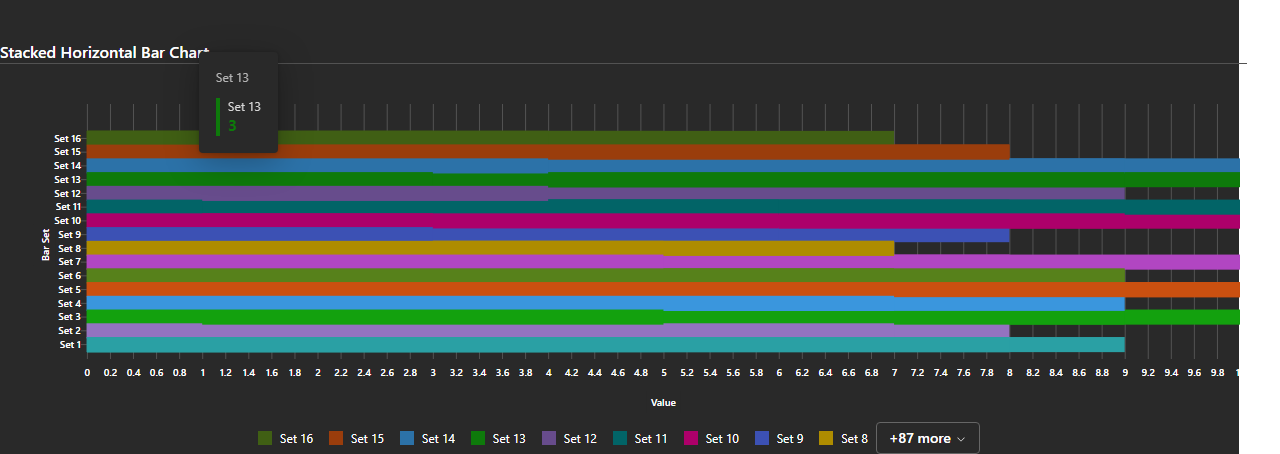 Stacked Horizontal Bar Chart
Set 13
Set 13
3
Set 16
Set 15
Set 14
Set 13
Set 12
Set 11
Set 10
Set 9
Set 8
Set 7
Set 6
Set 5
Set 4
Set 3
Set 2
Set 1
Bar Set
0 0.2 0.4 0.6 0.8 1 1.2 1.4 1.6 1.8 2 2.2 2.4 2.6 2.8 3 3.2 3.4 3.6 3.8 4 4.2 4.4 4.6 4.8 5 5.2 5.4 5.6 5.8 6 6.2 6.4 6.6 6.8 7 7.2 7.4 7.6 7.8 8 8.2 8.4 8.6 8.8 9 9.2 9.4 9.6 9.8 1
Value
Set 16 Set 15 Set 14 Set 13 Set 12 Set 11 Set 10 Set 9 Set 8 +87 more